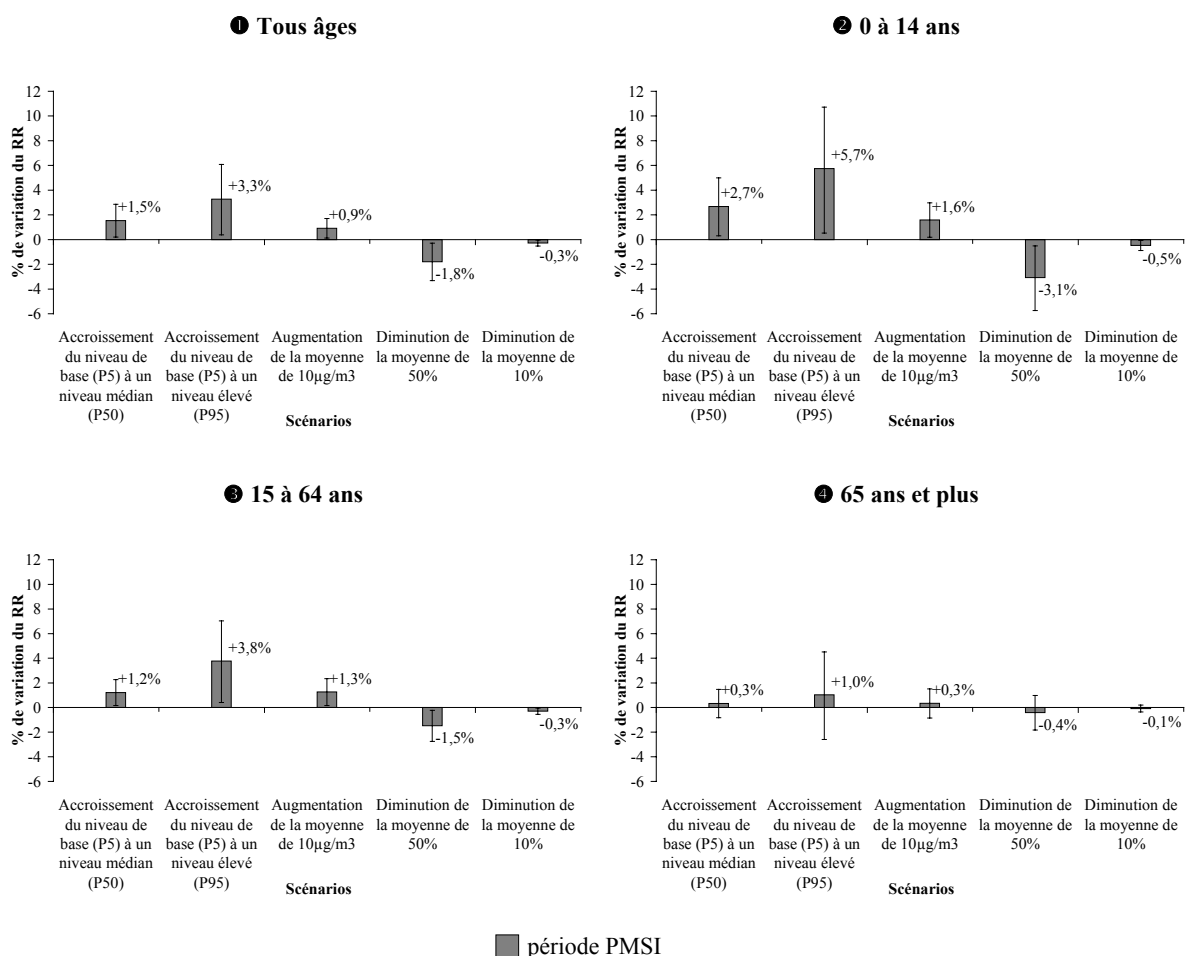 ❶ Tous âges
% de variation du RR
12
10
8
6
4
2
0
-2
-4
-6
+1,5%
+3,3%
+0,9%
-1,8%
-0,3%
Accroissement
du niveau de
base (P5) à un
niveau médian
(P50)
Accroissement
du niveau de
base (P5) à un
niveau élevé
(P95)
Augmentation
de la moyenne
de 10µg/m3
Diminution de
la moyenne de
50%
Diminution de
la moyenne de
10%
Scénarios
❷ 0 à 14 ans
% de variation du RR
12
10
8
6
4
2
0
-2
-4
-6
+2,7%
+5,7%
+1,6%
-3,1%
-0,5%
Accroissement
du niveau de
base (P5) à un
niveau médian
(P50)
Accroissement
du niveau de
base (P5) à un
niveau élevé
(P95)
Augmentation
de la moyenne
de 10µg/m3
Diminution de
la moyenne de
50%
Diminution de
la moyenne de
10%
Scénarios
❸ 15 à 64 ans
% de variation du RR
12
10
8
6
4
2
0
-2
-4
-6
+1,2%
+3,8%
+1,3%
-1,5%
-0,3%
Accroissement
du niveau de
base (P5) à un
niveau médian
(P50)
Accroissement
du niveau de
base (P5) à un
niveau élevé
(P95)
Augmentation
de la moyenne
de 10µg/m3
Diminution de
la moyenne de
50%
Diminution de
la moyenne de
10%
Scénarios
❹ 65 ans et plus
% de variation du RR
12
10
8
6
4
2
0
-2
-4
-6
+0,3%
+1,0%
+0,3%
-0,4%
-0,1%
Accroissement
du niveau de
base (P5) à un
niveau médian
(P50)
Accroissement
du niveau de
base (P5) à un
niveau élevé
(P95)
Augmentation
de la moyenne
de 10µg/m3
Diminution de
la moyenne de
50%
Diminution de
la moyenne de
10%
Scénarios
période PMSI